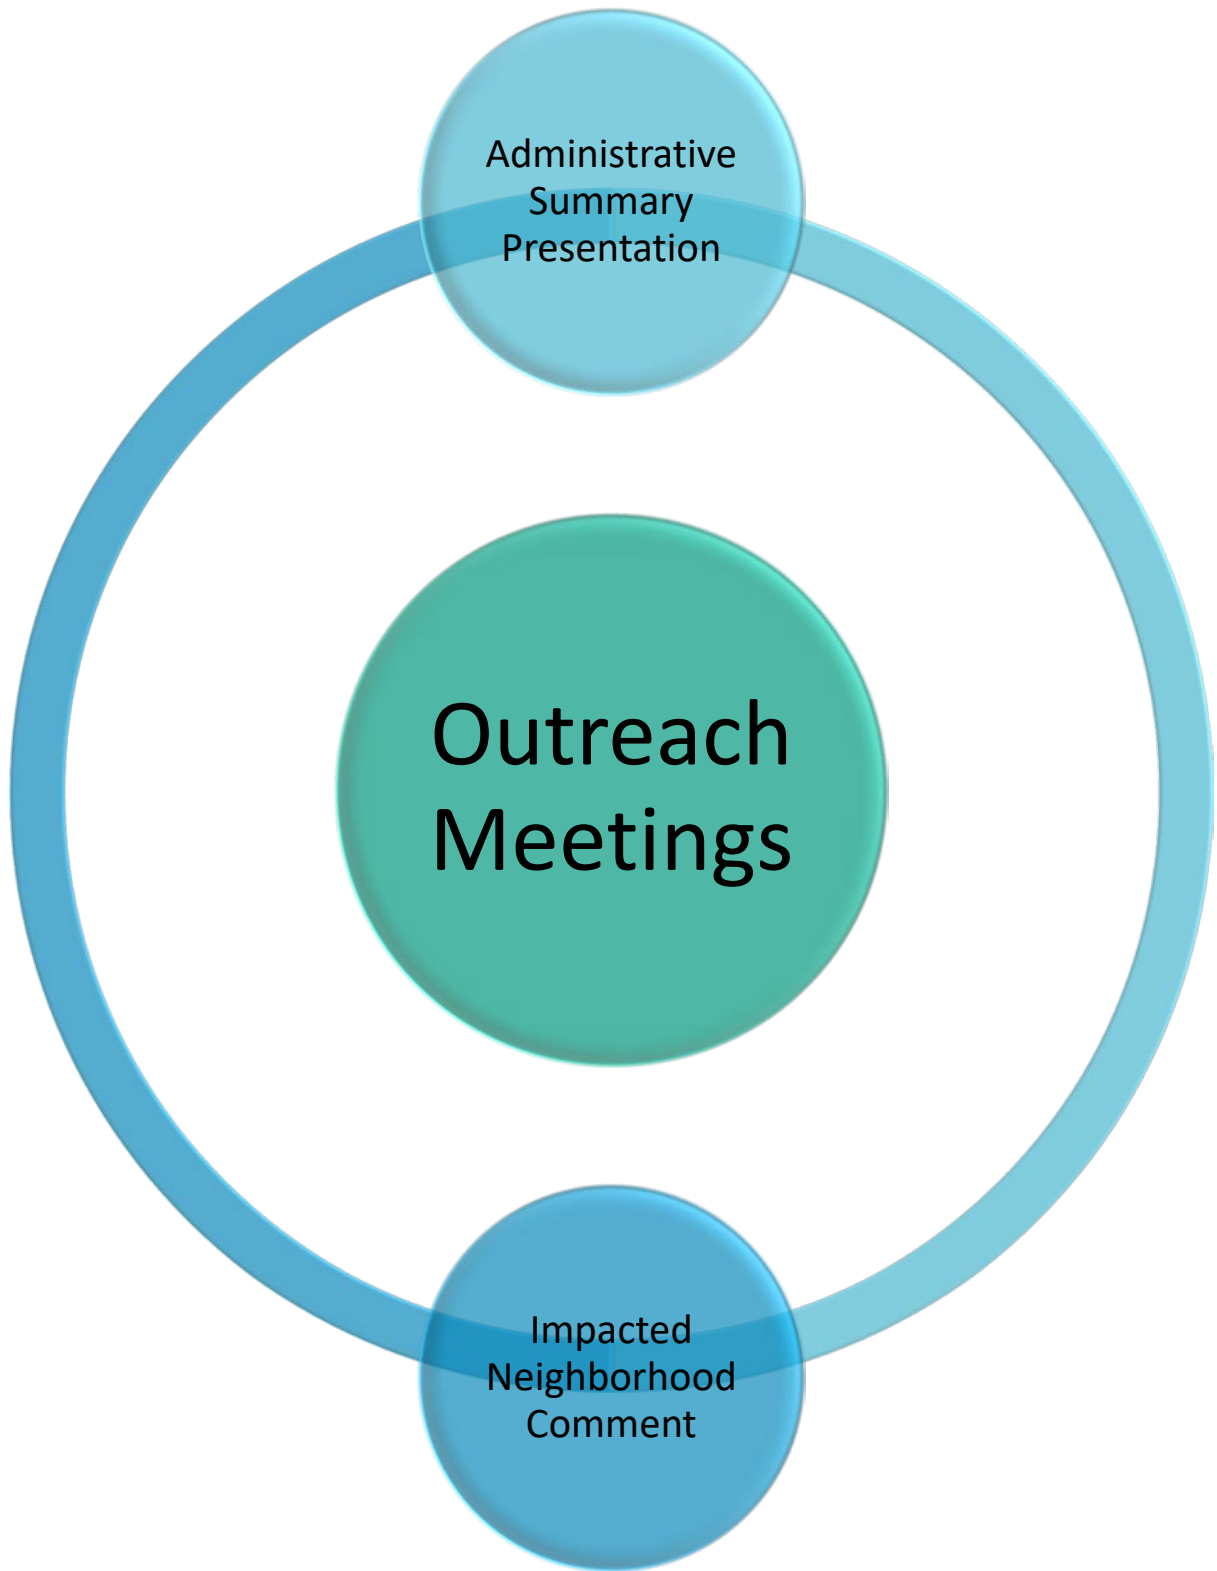 Administrative
Summary
Presentation
Outreach
Meetings
Impacted
Neighborhood
Comment